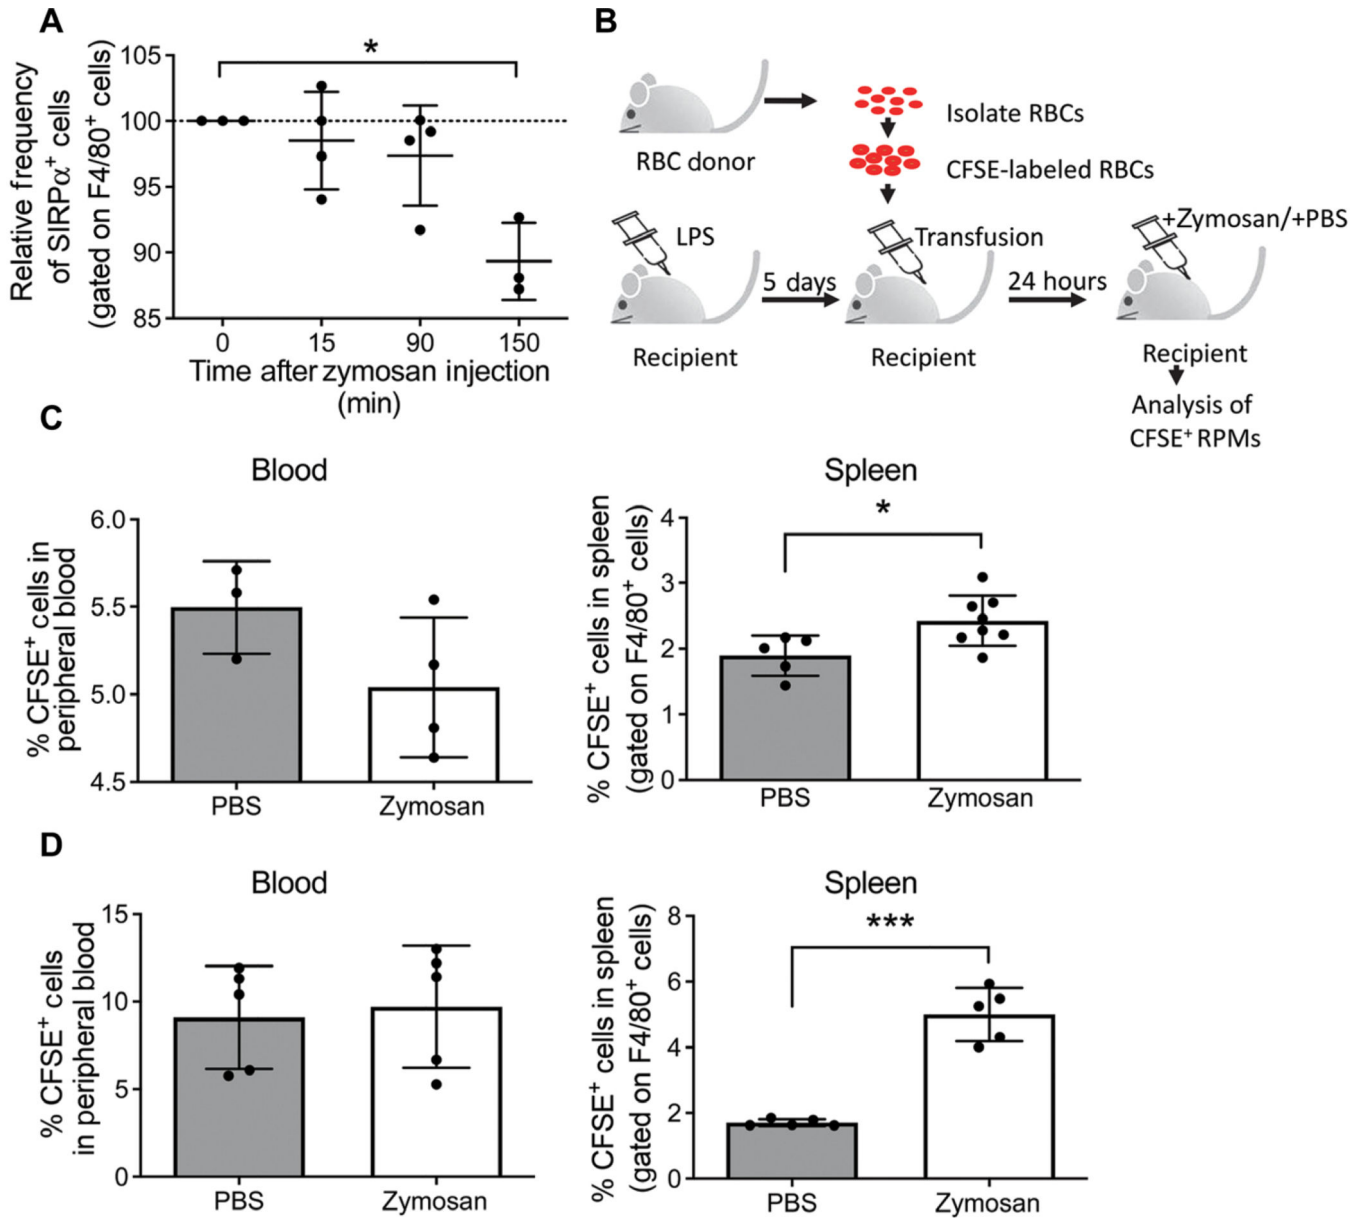 A
Relative frequency
of SIRPα⁺ cells
(gated on F4/80⁺ cells)
105
100
95
90
85
*
0 15 90 150
Time after zymosan injection
(min)
B
RBC donor
Isolate RBCs
CFSE-labeled RBCs
LPS
Transfusion
+Zymosan/+PBS
5 days
24 hours
Recipient
Recipient
Recipient
Analysis of
CFSE⁺ RPMs
C
Blood
% CFSE⁺ cells in
peripheral blood
6.0
5.5
5.0
4.5
PBS Zymosan
Spleen
*
% CFSE⁺ cells in spleen
(gated on F4/80⁺ cells)
4
3
2
1
0
PBS Zymosan
D
Blood
% CFSE⁺ cells
in peripheral blood
15
10
5
0
PBS Zymosan
Spleen
***
% CFSE⁺ cells in spleen
(gated on F4/80⁺ cells)
8
6
4
2
0
PBS Zymosan